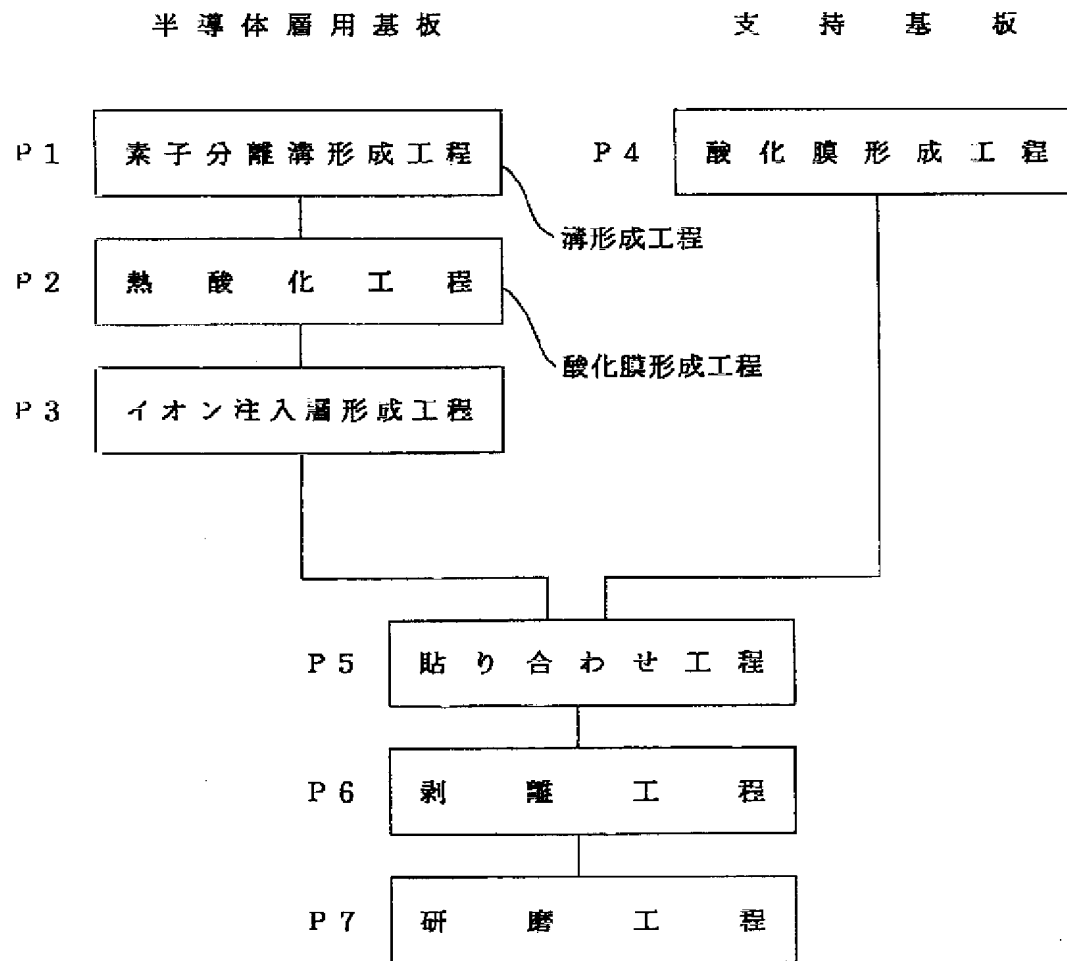 半導体層用基板
支持基板
P1 素子分離溝形成工程
P4 酸化膜形成工程
溝形成工程
P2 熱酸化工程
酸化膜形成工程
P3 イオン注入層形成工程
P5 貼り合わせ工程
P6 剥離工程
P7 研磨工程